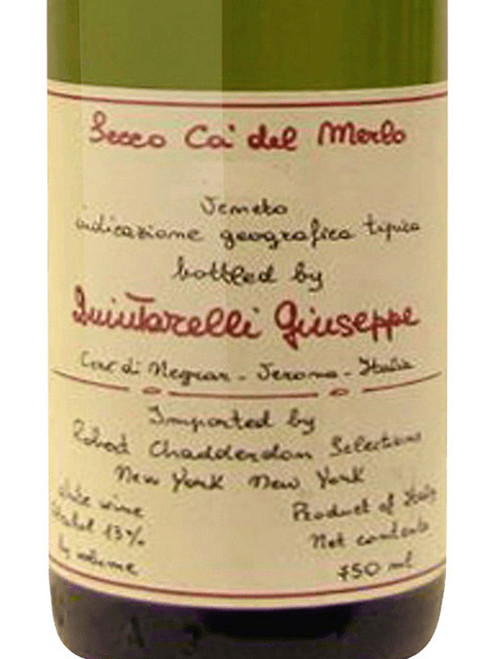 Secco Ca' del Merlo
Veneto
indicazione geografica tipica
bottled by
Quintarelli Giuseppe
Cerè di Negrar - Verona - Italia
Imported by
Robert Chadderdon Selections
New York New York
white wine
alcohol 13%
by volume
Product of Italy
Net contents
750 ml